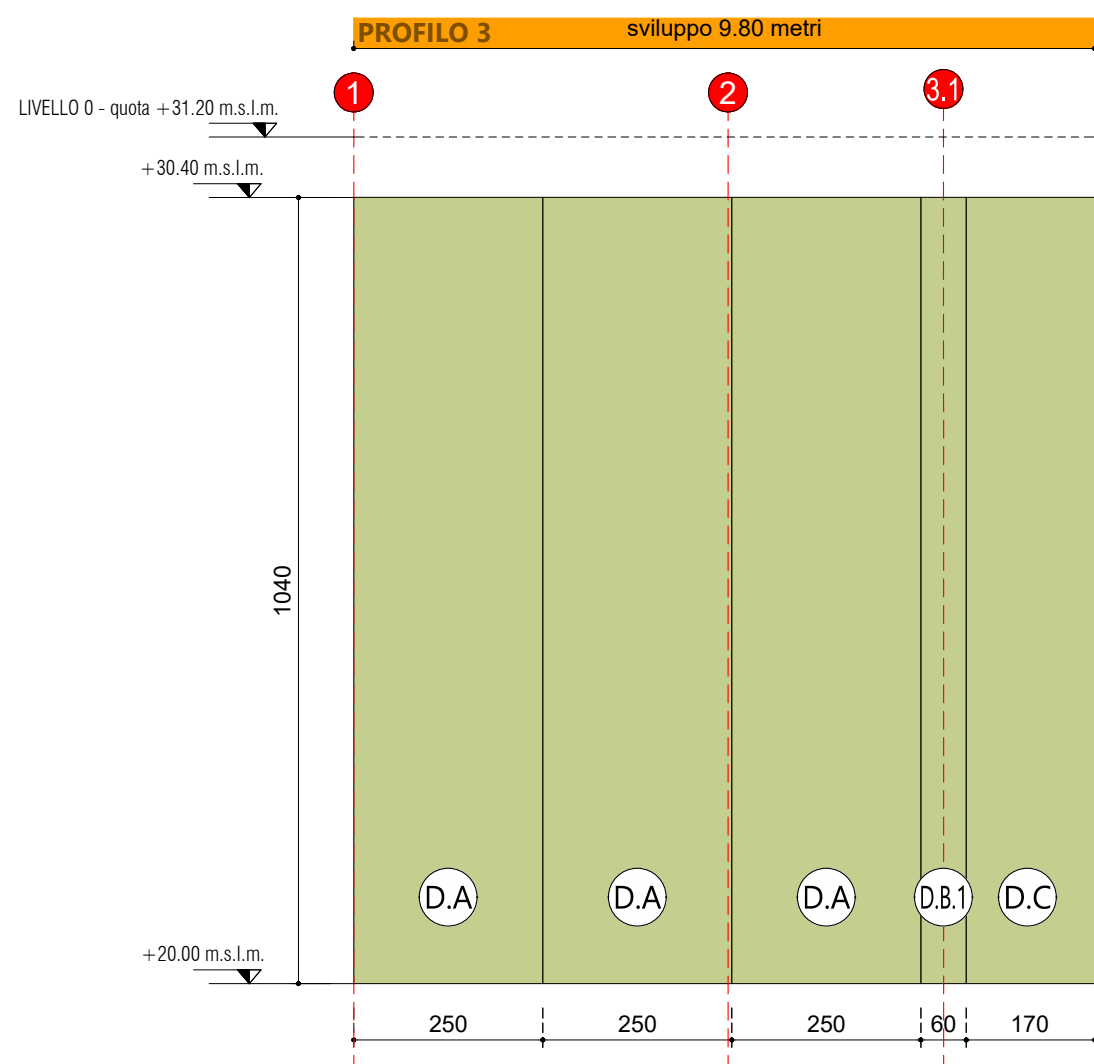 PROFILO 3
sviluppo 9.80 metri
1
2
3.1
LIVELLO 0 - quota +31.20 m.s.l.m.
+30.40 m.s.l.m.
1040
D.A
D.A
D.A
D.B.1
D.C
+20.00 m.s.l.m.
250
250
250
60
170